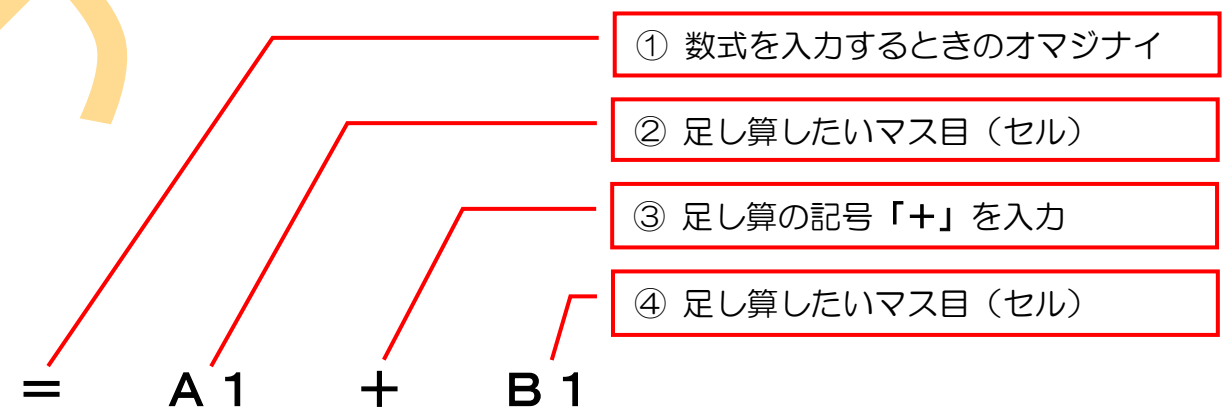 ① 数式を入力するときのオマジナイ
② 足し算したいマス目（セル）
③ 足し算の記号「＋」を入力
④ 足し算したいマス目（セル）
＝ Ａ１ ＋ Ｂ１